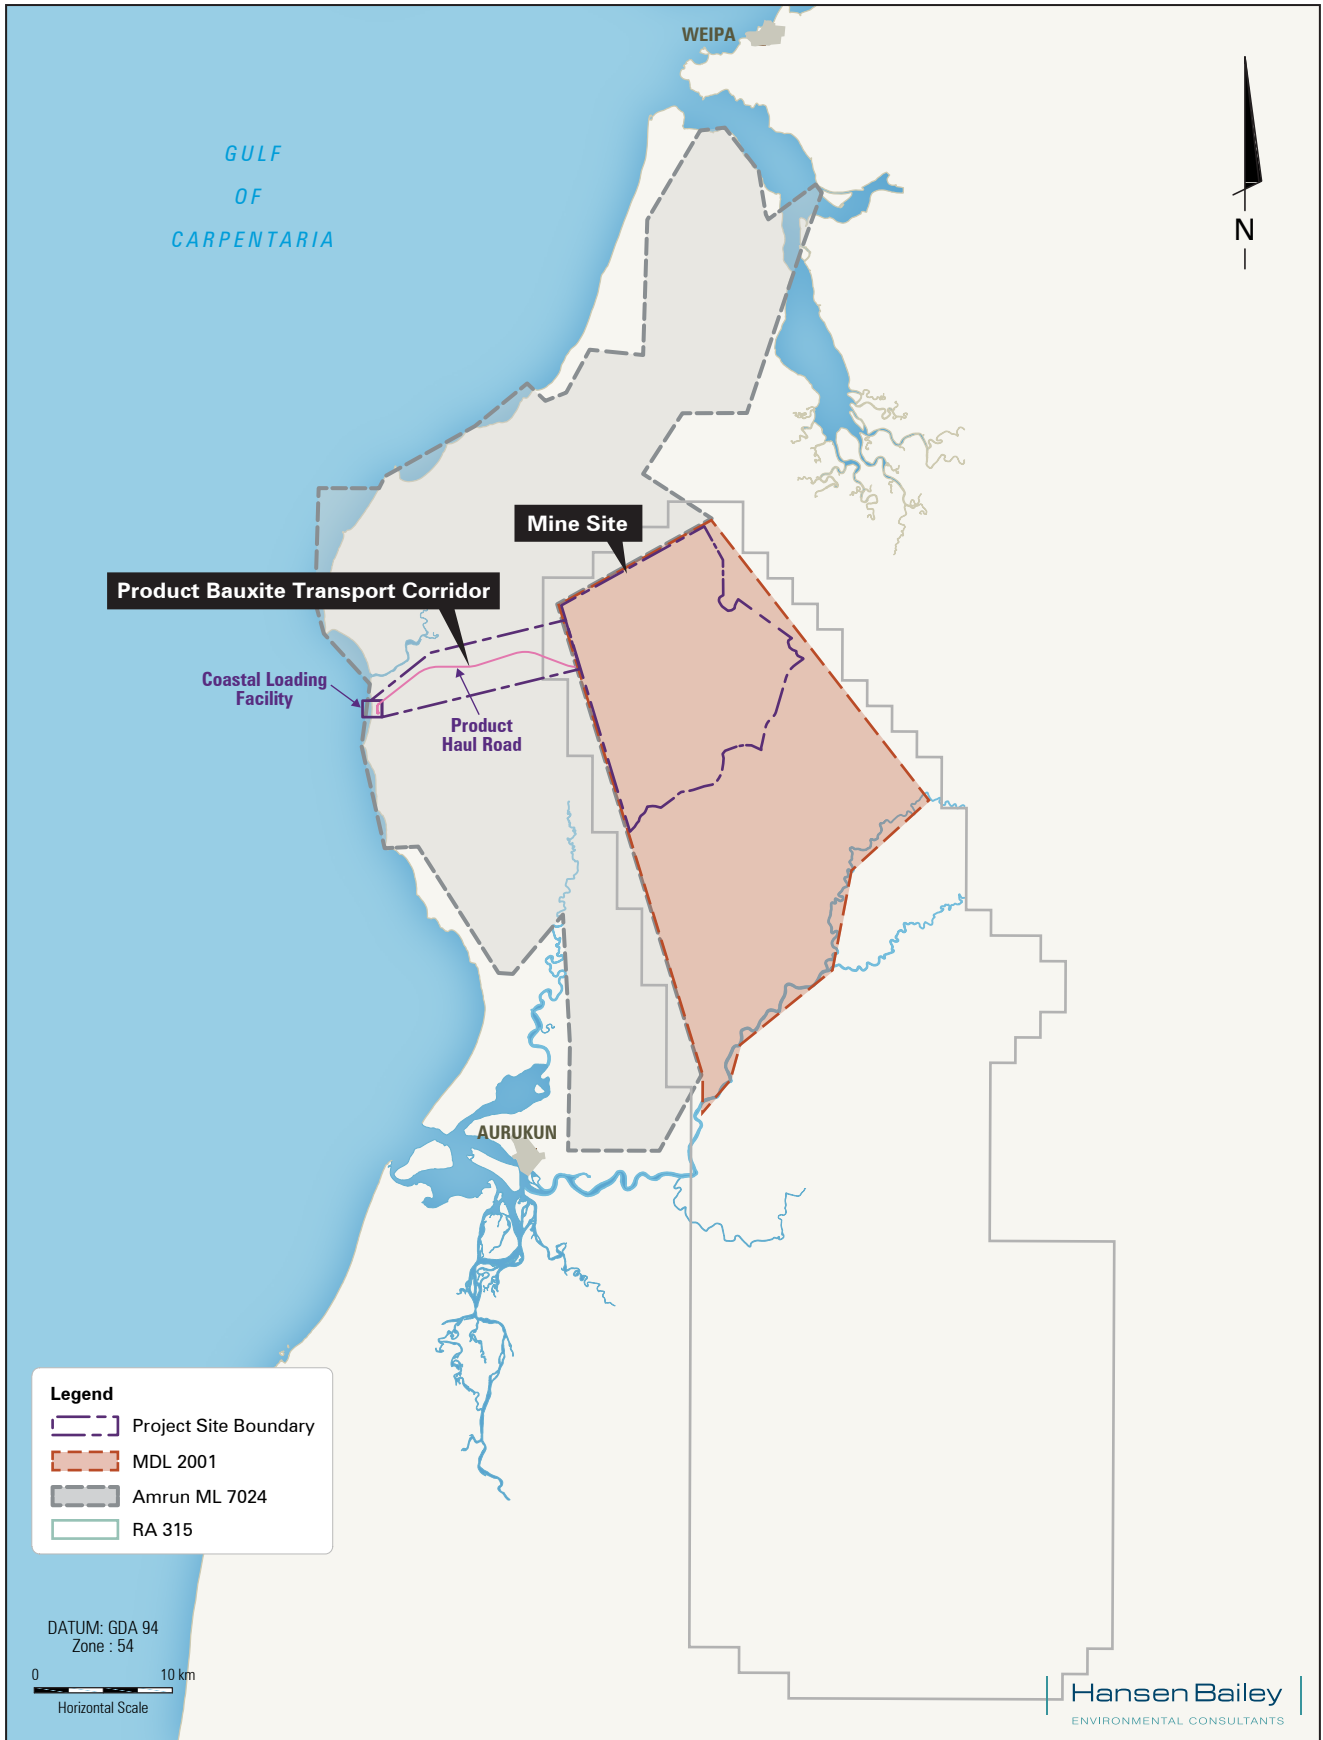 WEIPA
GULF
OF
CARPENTARIA
N
Mine Site
Product Bauxite Transport Corridor
Coastal Loading
Facility
Product
Haul Road
AURUKUN
Legend
Project Site Boundary
MDL 2001
Amrun ML 7024
RA 315
DATUM: GDA 94
Zone : 54
0 10 km
Horizontal Scale
Hansen Bailey
ENVIRONMENTAL CONSULTANTS